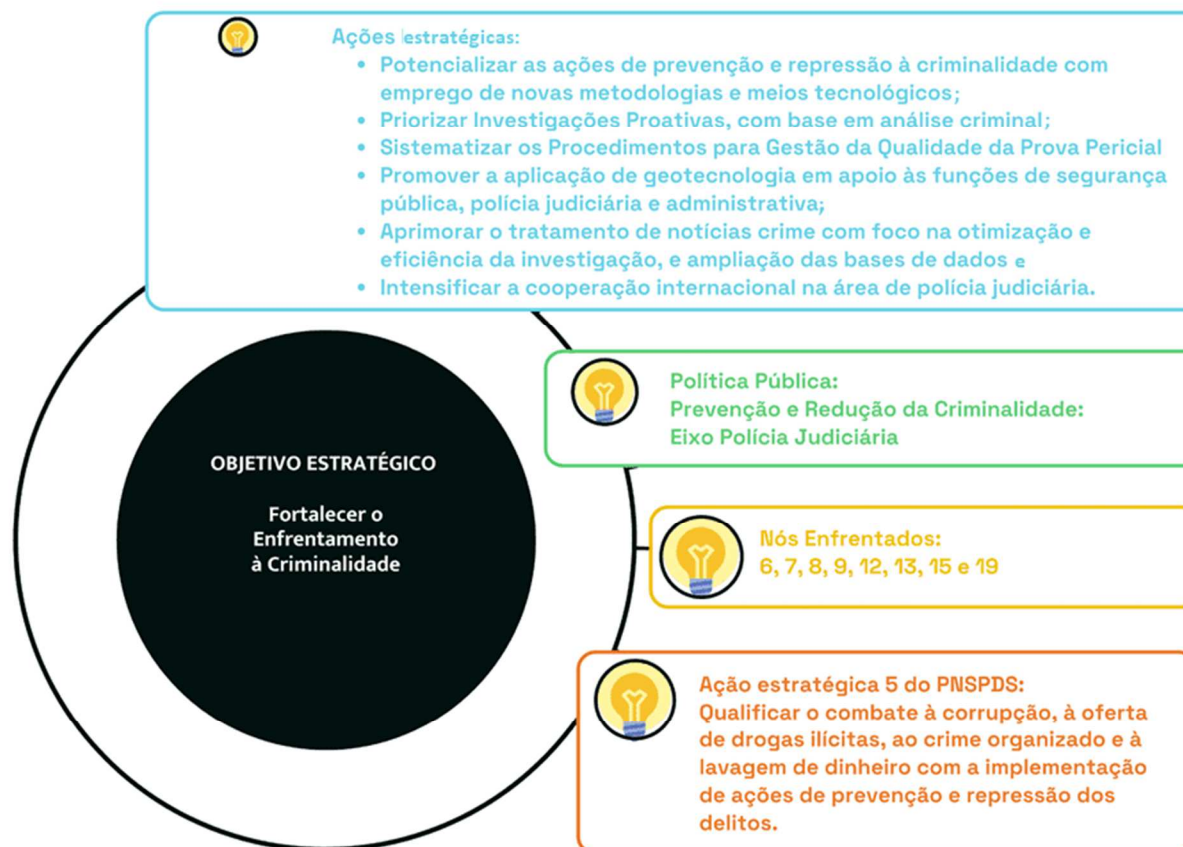 Ações estratégicas:
• Potencializar as ações de prevenção e repressão à criminalidade com
emprego de novas metodologias e meios tecnológicos;
• Priorizar Investigações Proativas, com base em análise criminal;
• Sistematizar os Procedimentos para Gestão da Qualidade da Prova Pericial
• Promover a aplicação de geotecnologia em apoio às funções de segurança
pública, polícia judiciária e administrativa;
• Aprimorar o tratamento de notícias crime com foco na otimização e
eficiência da investigação, e ampliação das bases de dados e
• Intensificar a cooperação internacional na área de polícia judiciária.
OBJETIVO ESTRATÉGICO
Fortalecer o
Enfrentamento
à Criminalidade
Política Pública:
Prevenção e Redução da Criminalidade:
Eixo Polícia Judiciária
Nós Enfrentados:
6, 7, 8, 9, 12, 13, 15 e 19
Ação estratégica 5 do PNSPDS:
Qualificar o combate à corrupção, à oferta
de drogas ilícitas, ao crime organizado e à
lavagem de dinheiro com a implementação
de ações de prevenção e repressão dos
delitos.